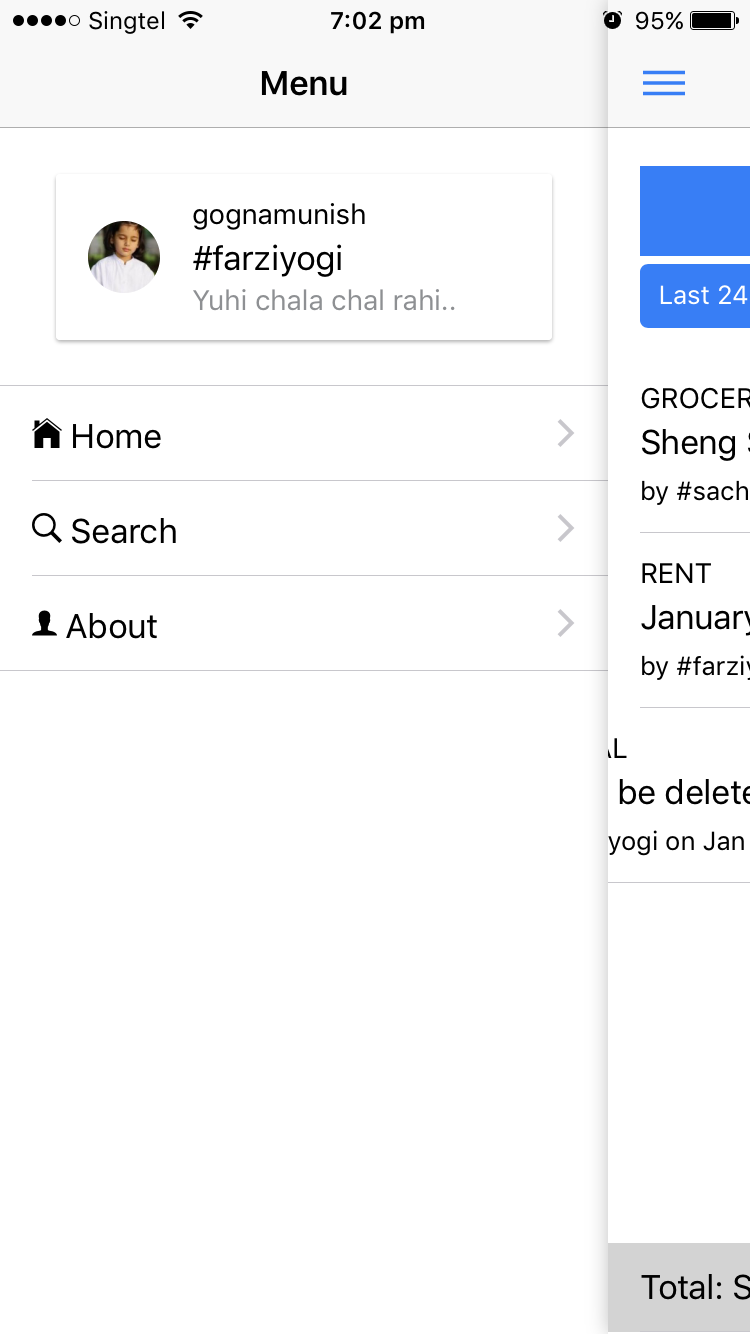 Singtel 7:02 pm 95%
Menu
gognamunish
#farziyogi
Yuhi chala chal rahi..
Home
Search
About
Last 24
GROCER
Sheng S
by #sach
RENT
January
by #farziy
AL
be delete
yogi on Jan
Total: S